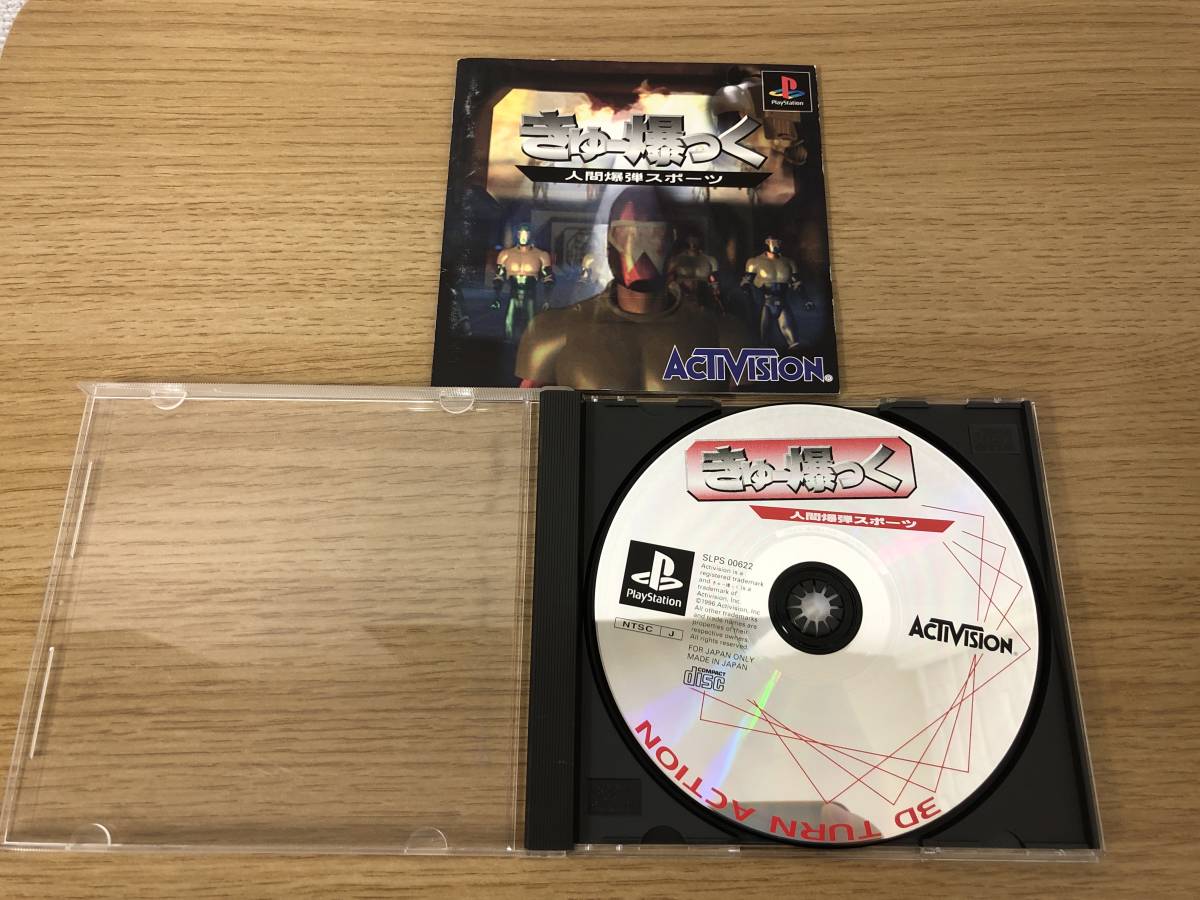 PlayStation
きゅー爆っく
人間爆弾スポーツ
ACTIVISION®
きゅー爆っく
人間爆弾スポーツ
PlayStation
NTSC J
SLPS 00622
Activision is a
registered trademark
and きゅー爆っく is a
trademark of
Activision, Inc
©1996 Activision, Inc
All other trademarks
and trade names are
properties of their
respective owners.
All rights reserved.
FOR JAPAN ONLY
MADE IN JAPAN
COMPACT
disc
ACTIVISION®
3D TURN ACTION